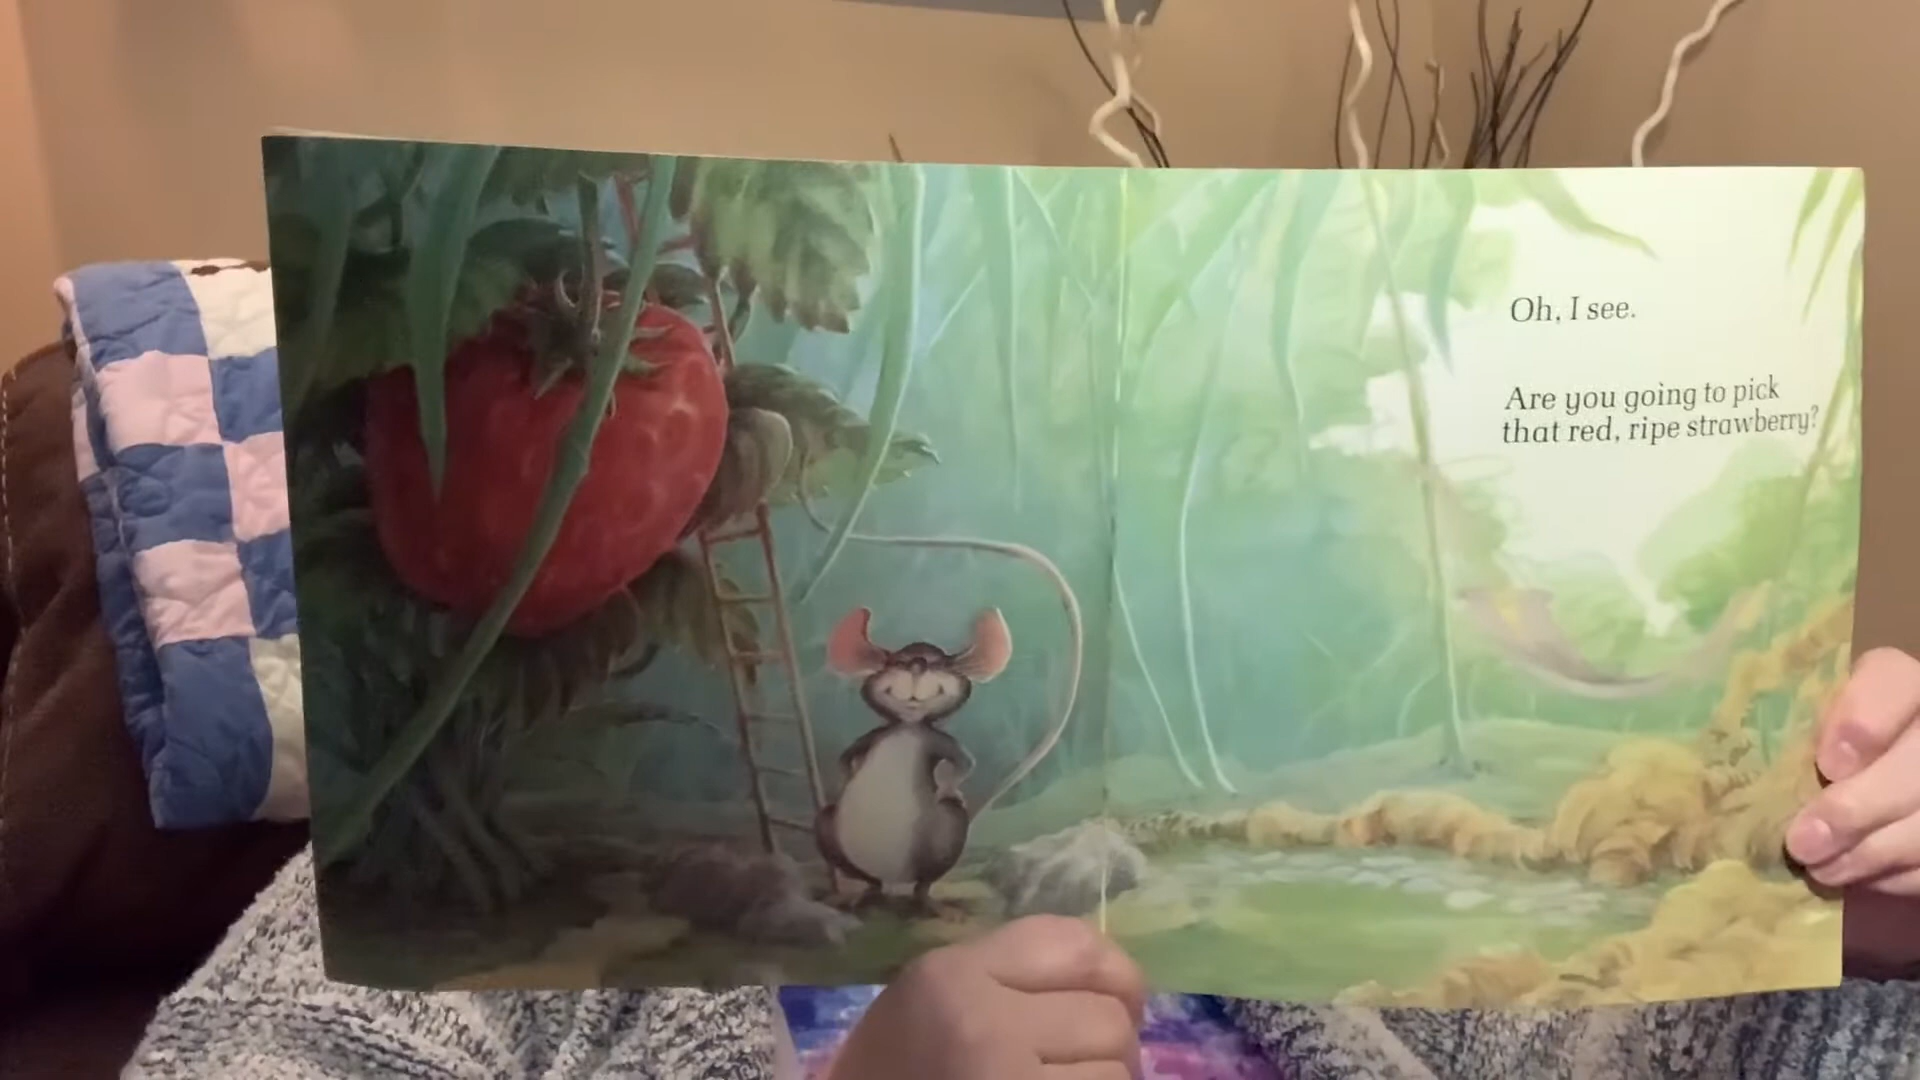 Oh, I see.
Are you going to pick
that red, ripe strawberry?